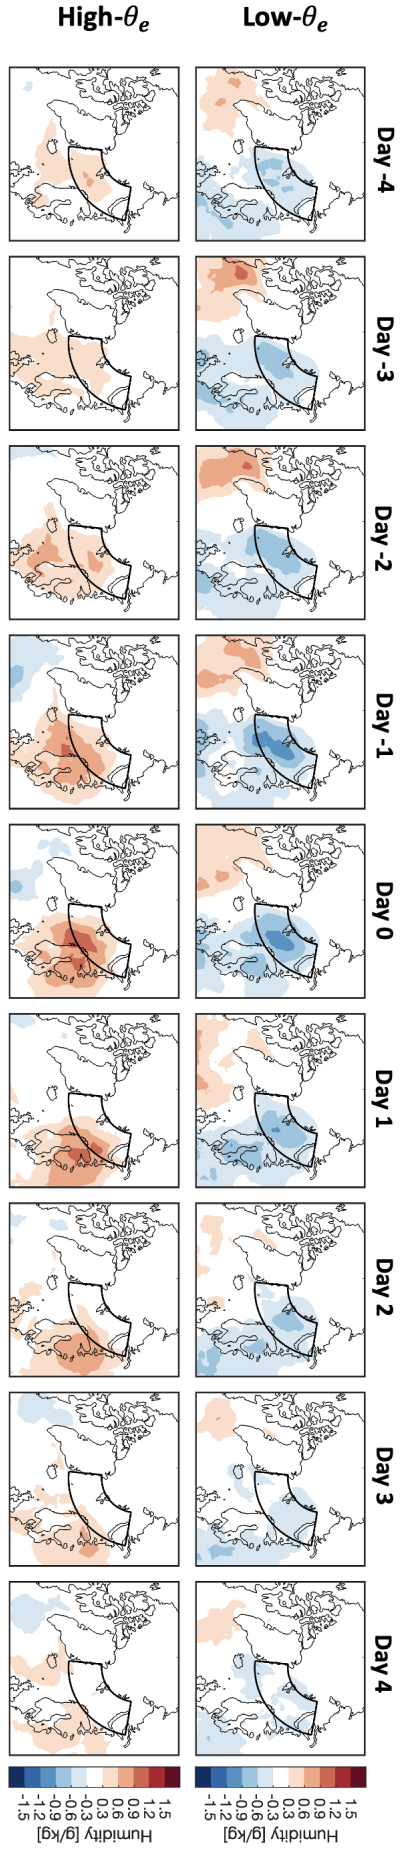 High-θe
Low-θe
Day -4
Day -3
Day -2
Day -1
Day 0
Day 1
Day 2
Day 3
Day 4
1.5
1.2
0.9
0.6
0.3
-0.3
-0.6
-0.9
-1.2
-1.5
Humidity [g/kg]
1.5
1.2
0.9
0.6
0.3
-0.3
-0.6
-0.9
-1.2
-1.5
Humidity [g/kg]